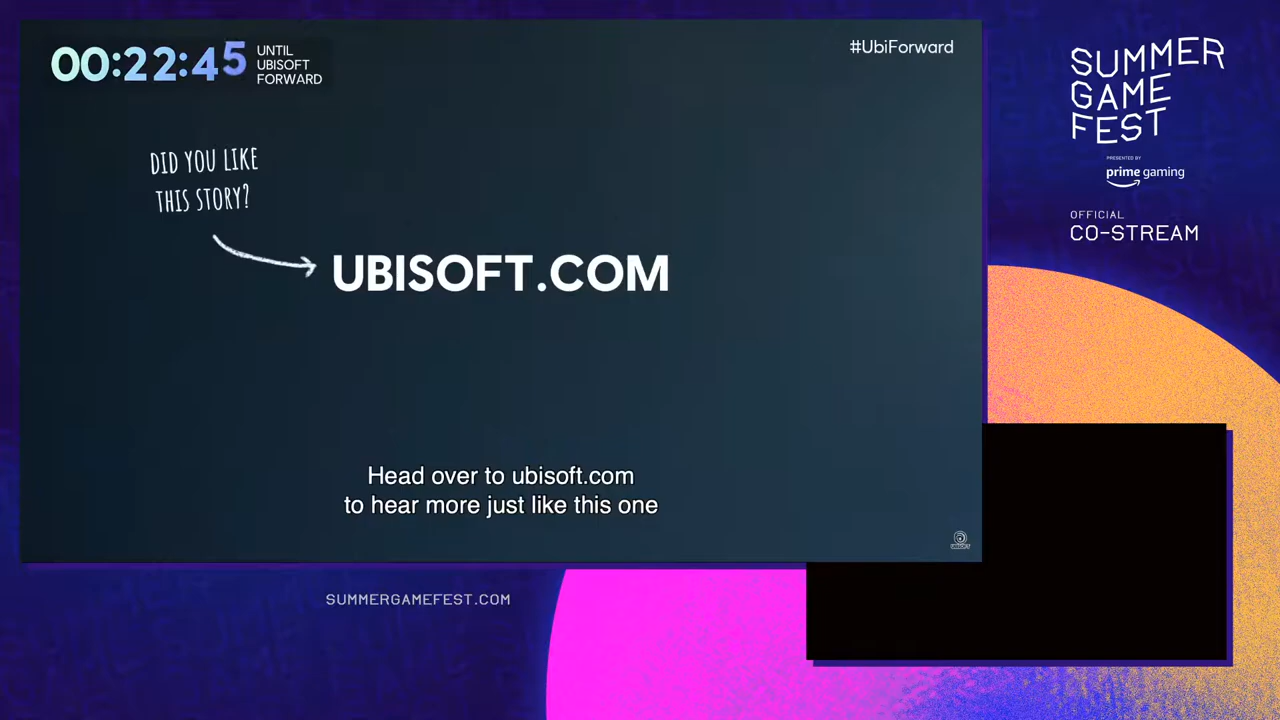 00:22:45
UNTIL
UBISOFT
FORWARD
#UbiForward
DID YOU LIKE
THIS STORY?
UBISOFT.COM
Head over to ubisoft.com
to hear more just like this one
UBISOFT
SUMMER
GAME
FEST
PRESENTED BY
prime gaming
OFFICIAL
CO-STREAM
SUMMERGAMEFEST.COM